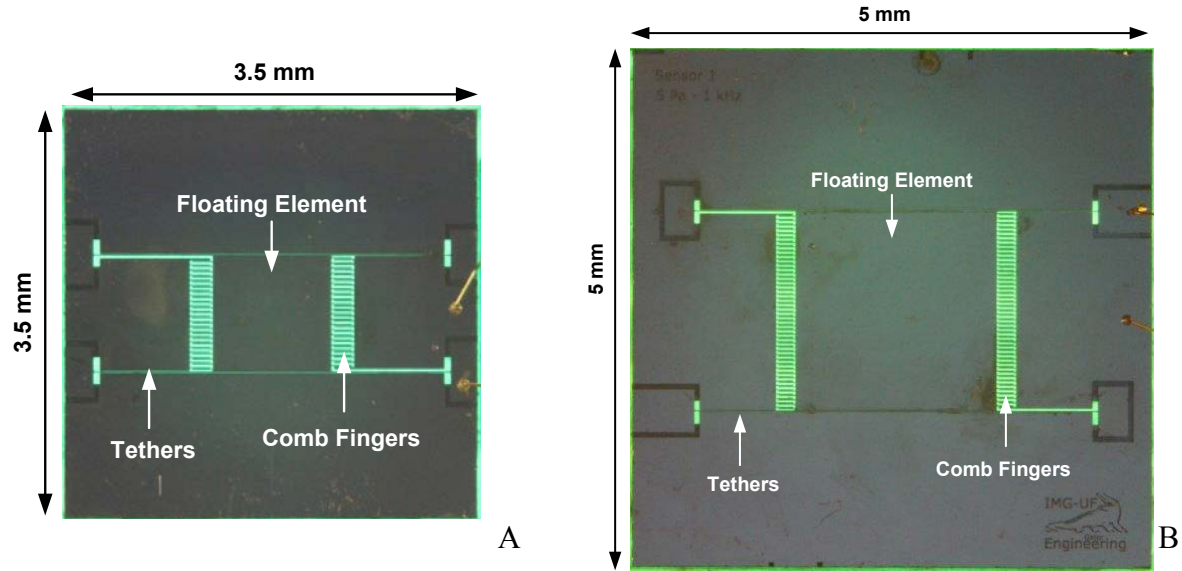 3.5 mm
3.5 mm
Floating Element
Tethers
Comb Fingers
A
5 mm
5 mm
Sensor I
5 Pa - 1 kHz
Floating Element
Tethers
Comb Fingers
IMG-UF
Engineering
B